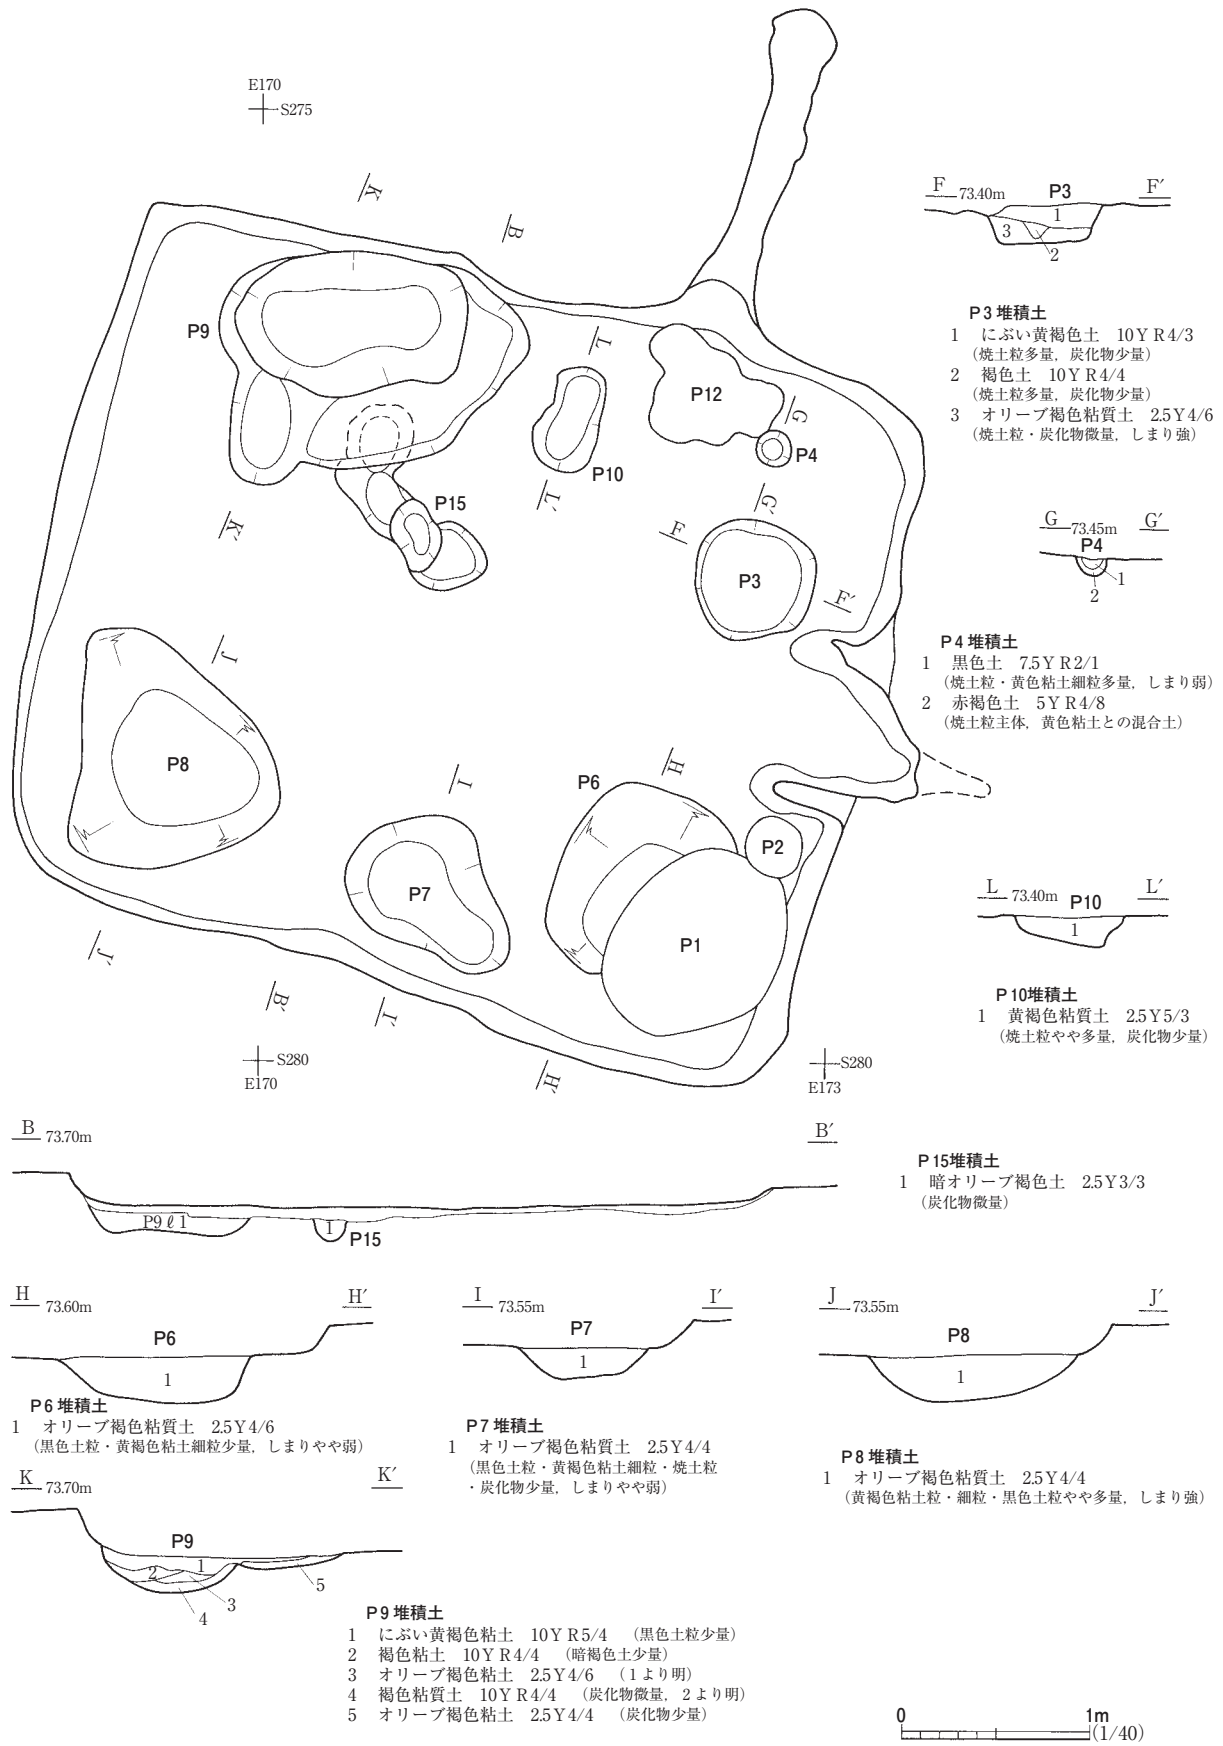 E170
S275
K
B
P9
L
P12
G
P4
P10
L′
G′
P15
K′
F
P3
F′
J
P8
H
P6
I
P2
P7
P1
J′
B′
I′
H′
S280
E170
S280
E173
F 73.40m P3 F′
1
3
2
P3堆積土
1 にぶい黄褐色土 10YR4/3
(焼土粒多量，炭化物少量)
2 褐色土 10YR4/4
(焼土粒多量，炭化物少量)
3 オリーブ褐色粘質土 2.5Y4/6
(焼土粒・炭化物微量，しまり強)
G 73.45m G′
P4
1
2
P4堆積土
1 黒色土 7.5YR2/1
(焼土粒・黄色粘土細粒多量，しまり弱)
2 赤褐色土 5YR4/8
(焼土粒主体，黄色粘土との混合土)
L 73.40m P10 L′
1
P10堆積土
1 黄褐色粘質土 2.5Y5/3
(焼土粒やや多量，炭化物少量)
B 73.70m B′
P9ℓ1
1
P15
P15堆積土
1 暗オリーブ褐色土 2.5Y3/3
(炭化物微量)
H 73.60m H′
P6
1
P6堆積土
1 オリーブ褐色粘質土 2.5Y4/6
(黒色土粒・黄褐色粘土細粒少量，しまりやや弱)
I 73.55m I′
P7
1
P7堆積土
1 オリーブ褐色粘質土 2.5Y4/4
(黒色土粒・黄褐色粘土細粒・焼土粒
・炭化物少量，しまりやや弱)
J 73.55m J′
P8
1
P8堆積土
1 オリーブ褐色粘質土 2.5Y4/4
(黄褐色粘土粒・細粒・黒色土粒やや多量，しまり強)
K 73.70m K′
P9
1
2
3
4
5
P9堆積土
1 にぶい黄褐色粘土 10YR5/4 (黒色土粒少量)
2 褐色粘土 10YR4/4 (暗褐色土少量)
3 オリーブ褐色粘土 2.5Y4/6 (1より明)
4 褐色粘質土 10YR4/4 (炭化物微量，2より明)
5 オリーブ褐色粘土 2.5Y4/4 (炭化物少量)
0 1m
(1/40)